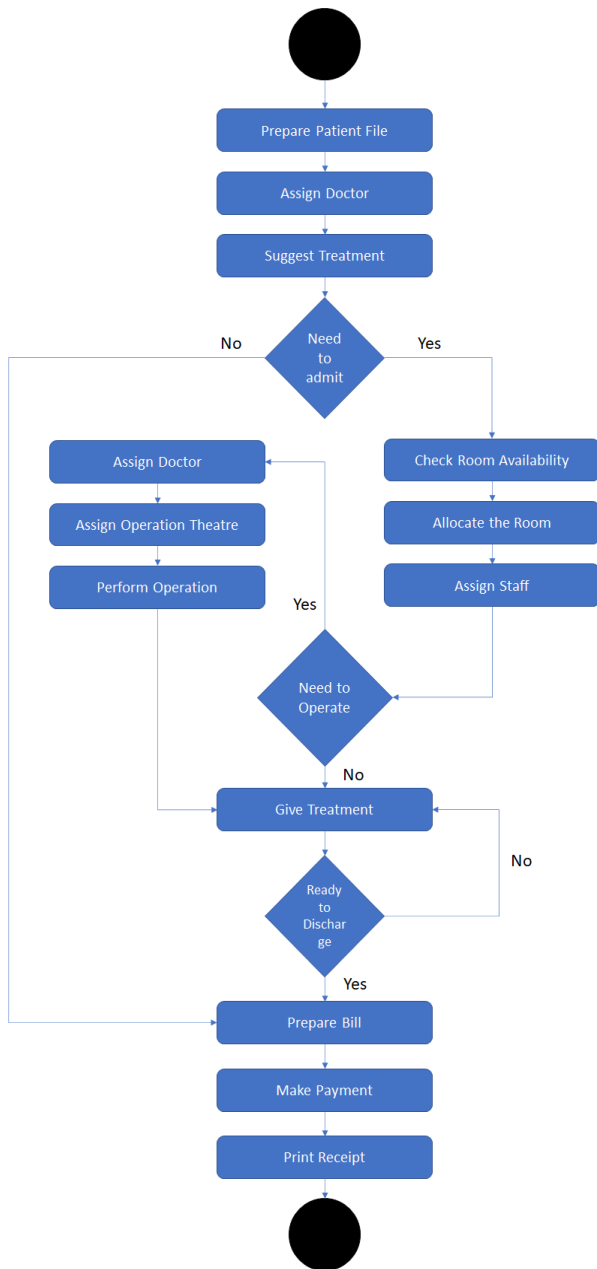 Prepare Patient File
Assign Doctor
Suggest Treatment
No
Need
to
admit
Yes
Assign Doctor
Check Room Availability
Assign Operation Theatre
Allocate the Room
Perform Operation
Assign Staff
Yes
Need to
Operate
No
Give Treatment
No
Ready
to
Dischar
ge
Yes
Prepare Bill
Make Payment
Print Receipt